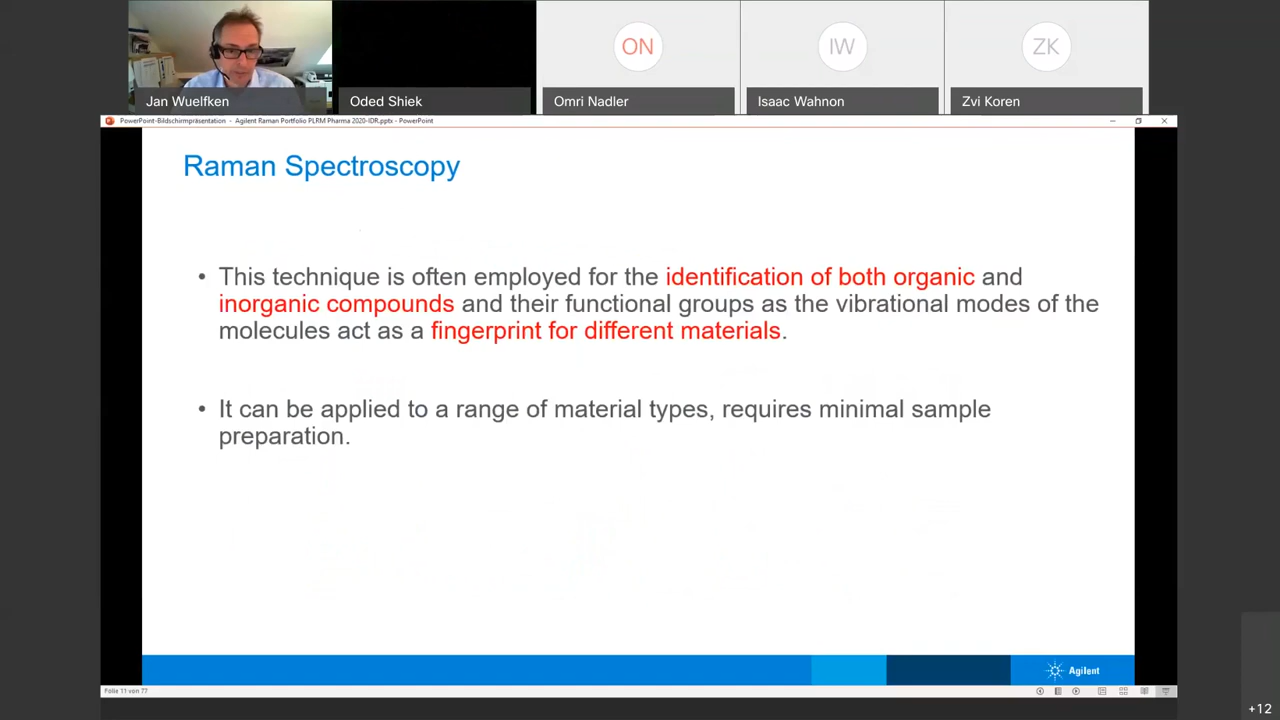 ON
IW
ZK
Jan Wuelfken
Oded Shiek
Omri Nadler
Isaac Wahnon
Zvi Koren
PowerPoint-Bildschirmpräsentation - Agilent Raman Portfolio PLRM Pharma 2020-IDR.pptx - PowerPoint
Raman Spectroscopy
• This technique is often employed for the identification of both organic and
inorganic compounds and their functional groups as the vibrational modes of the
molecules act as a fingerprint for different materials.
• It can be applied to a range of material types, requires minimal sample
preparation.
Agilent
Folie 11 von 77
+12